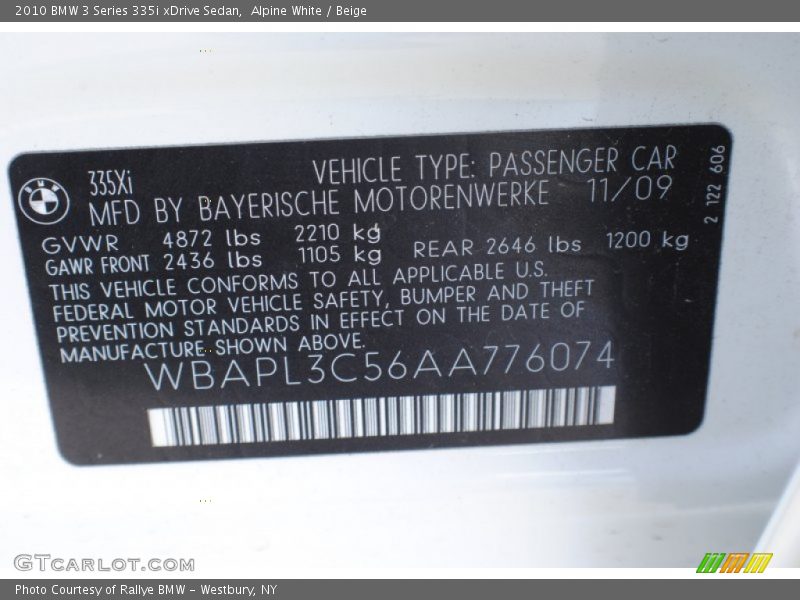 2010 BMW 3 Series 335i xDrive Sedan,  Alpine White / Beige
BMW
335Xi
VEHICLE TYPE: PASSENGER CAR
MFD BY BAYERISCHE MOTORENWERKE 11/09
GVWR 4872 lbs 2210 kg
GAWR FRONT 2436 lbs 1105 kg REAR 2646 lbs 1200 kg
THIS VEHICLE CONFORMS TO ALL APPLICABLE U.S.
FEDERAL MOTOR VEHICLE SAFETY, BUMPER AND THEFT
PREVENTION STANDARDS IN EFFECT ON THE DATE OF
MANUFACTURE SHOWN ABOVE.
WBAPL3C56AA776074
2 122 606
GTCARLOT.COM
Photo Courtesy of Rallye BMW – Westbury, NY